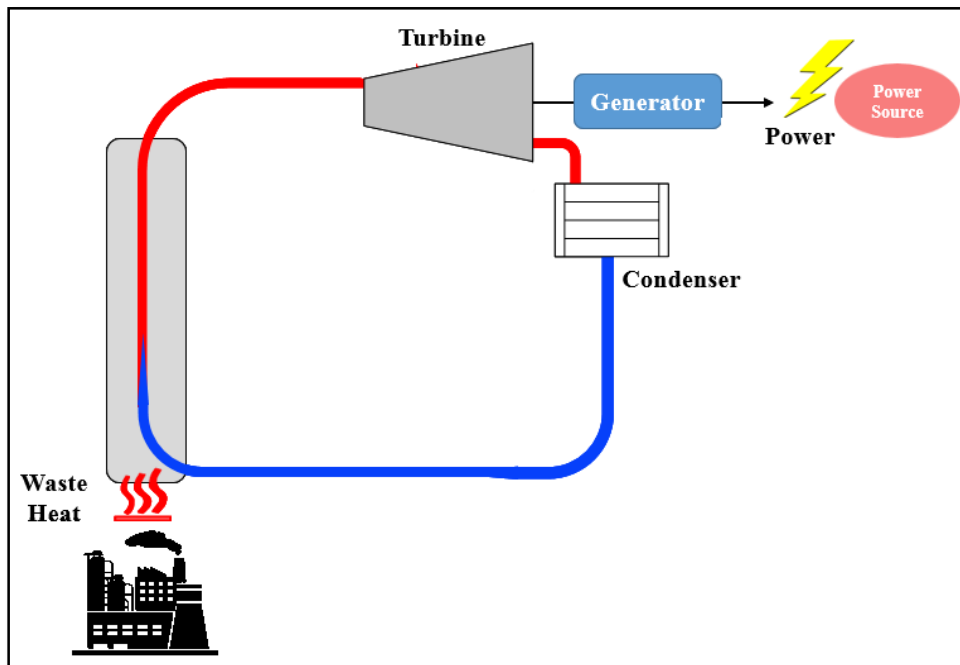 Turbine
Generator
Power
Source
Power
Condenser
Waste
Heat